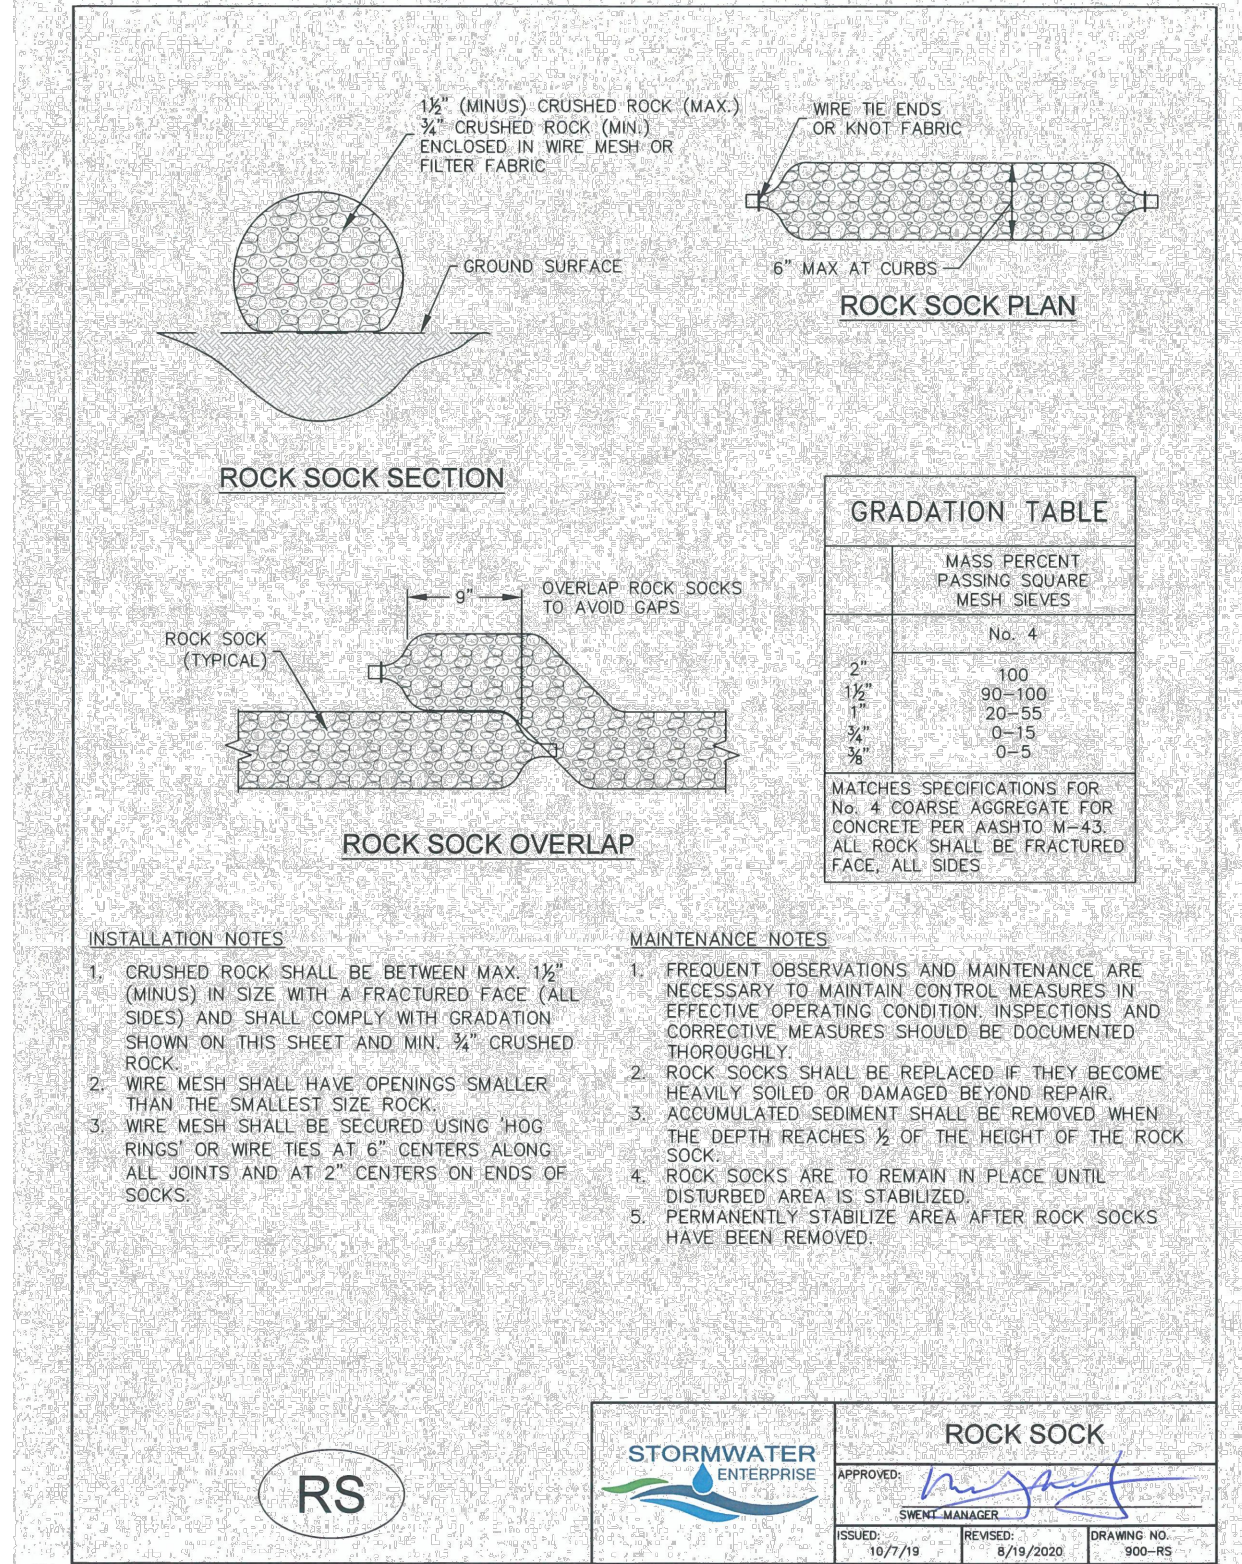 1½" (MINUS) CRUSHED ROCK (MAX.)
¾" CRUSHED ROCK (MIN.)
ENCLOSED IN WIRE MESH OR
FILTER FABRIC
GROUND SURFACE
ROCK SOCK SECTION
WIRE TIE ENDS
OR KNOT FABRIC
6" MAX AT CURBS
ROCK SOCK PLAN
9"
OVERLAP ROCK SOCKS
TO AVOID GAPS
ROCK SOCK
(TYPICAL)
ROCK SOCK OVERLAP
GRADATION TABLE
MASS PERCENT
PASSING SQUARE
MESH SIEVES
No. 4
2" 100
1½" 90-100
1" 20-55
¾" 0-15
⅜" 0-5
MATCHES SPECIFICATIONS FOR
No. 4 COARSE AGGREGATE FOR
CONCRETE PER AASHTO M-43.
ALL ROCK SHALL BE FRACTURED
FACE, ALL SIDES
INSTALLATION NOTES
1. CRUSHED ROCK SHALL BE BETWEEN MAX. 1½"
(MINUS) IN SIZE WITH A FRACTURED FACE (ALL
SIDES) AND SHALL COMPLY WITH GRADATION
SHOWN ON THIS SHEET AND MIN. ¾" CRUSHED
ROCK.
2. WIRE MESH SHALL HAVE OPENINGS SMALLER
THAN THE SMALLEST SIZE ROCK.
3. WIRE MESH SHALL BE SECURED USING 'HOG
RINGS' OR WIRE TIES AT 6" CENTERS ALONG
ALL JOINTS AND AT 2" CENTERS ON ENDS OF
SOCKS.
MAINTENANCE NOTES
1. FREQUENT OBSERVATIONS AND MAINTENANCE ARE
NECESSARY TO MAINTAIN CONTROL MEASURES IN
EFFECTIVE OPERATING CONDITION. INSPECTIONS AND
CORRECTIVE MEASURES SHOULD BE DOCUMENTED
THOROUGHLY.
2. ROCK SOCKS SHALL BE REPLACED IF THEY BECOME
HEAVILY SOILED OR DAMAGED BEYOND REPAIR.
3. ACCUMULATED SEDIMENT SHALL BE REMOVED WHEN
THE DEPTH REACHES ½ OF THE HEIGHT OF THE ROCK
SOCK.
4. ROCK SOCKS ARE TO REMAIN IN PLACE UNTIL
DISTURBED AREA IS STABILIZED.
5. PERMANENTLY STABILIZE AREA AFTER ROCK SOCKS
HAVE BEEN REMOVED.
RS
STORMWATER
ENTERPRISE
ROCK SOCK
APPROVED:
SWENT MANAGER
ISSUED: REVISED: DRAWING NO.
10/7/19 8/19/2020 900-RS